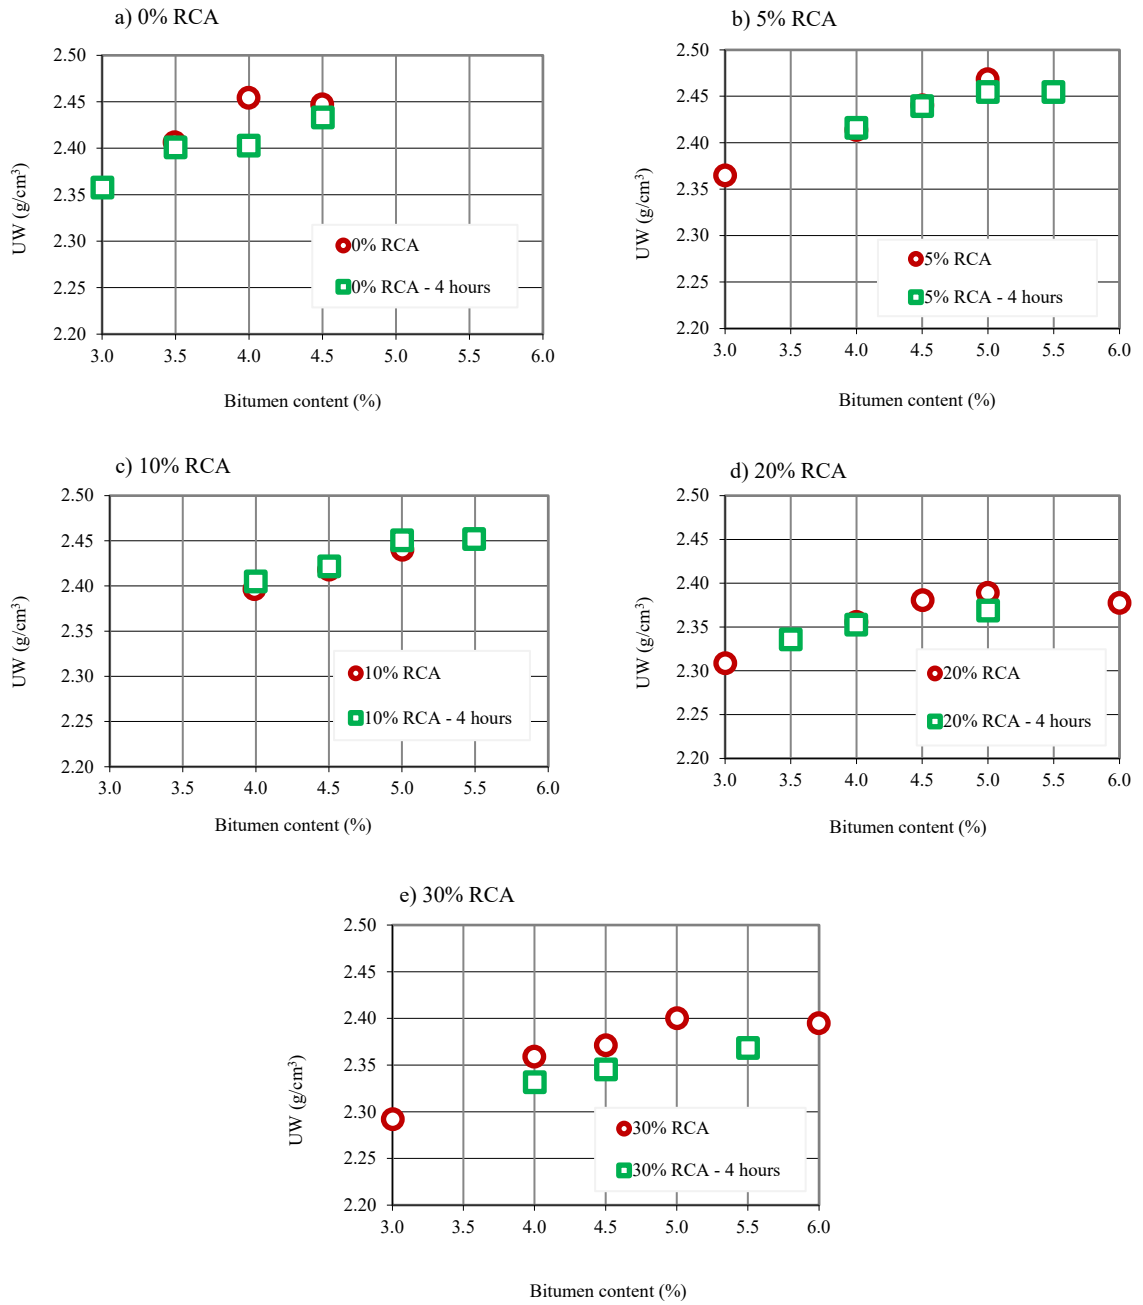 a) 0% RCA
2.50
2.45
2.40
2.35
2.30
2.25
2.20
UW (g/cm³)
0% RCA
0% RCA - 4 hours
3.0 3.5 4.0 4.5 5.0 5.5 6.0
Bitumen content (%)
b) 5% RCA
2.50
2.45
2.40
2.35
2.30
2.25
2.20
UW (g/cm³)
5% RCA
5% RCA - 4 hours
3.0 3.5 4.0 4.5 5.0 5.5 6.0
Bitumen content (%)
c) 10% RCA
2.50
2.45
2.40
2.35
2.30
2.25
2.20
UW (g/cm³)
10% RCA
10% RCA - 4 hours
3.0 3.5 4.0 4.5 5.0 5.5 6.0
Bitumen content (%)
d) 20% RCA
2.50
2.45
2.40
2.35
2.30
2.25
2.20
UW (g/cm³)
20% RCA
20% RCA - 4 hours
3.0 3.5 4.0 4.5 5.0 5.5 6.0
Bitumen content (%)
e) 30% RCA
2.50
2.45
2.40
2.35
2.30
2.25
2.20
UW (g/cm³)
30% RCA
30% RCA - 4 hours
3.0 3.5 4.0 4.5 5.0 5.5 6.0
Bitumen content (%)